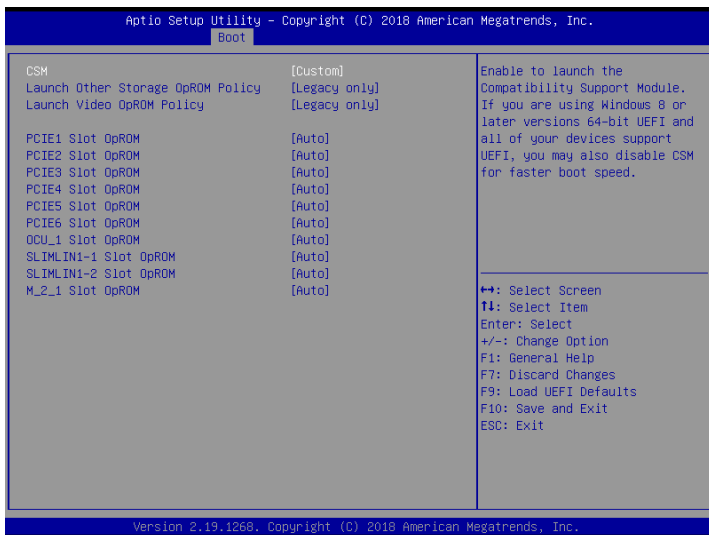 Aptio Setup Utility – Copyright (C) 2018 American Megatrends, Inc.
Boot
CSM [Custom]
Launch Other Storage OpROM Policy [Legacy only]
Launch Video OpROM Policy [Legacy only]
PCIE1 Slot OpROM [Auto]
PCIE2 Slot OpROM [Auto]
PCIE3 Slot OpROM [Auto]
PCIE4 Slot OpROM [Auto]
PCIE5 Slot OpROM [Auto]
PCIE6 Slot OpROM [Auto]
OCU_1 Slot OpROM [Auto]
SLIMLIN1-1 Slot OpROM [Auto]
SLIMLIN1-2 Slot OpROM [Auto]
M_2_1 Slot OpROM [Auto]
Enable to launch the
Compatibility Support Module.
If you are using Windows 8 or
later versions 64-bit UEFI and
all of your devices support
UEFI, you may also disable CSM
for faster boot speed.
↔: Select Screen
↑↓: Select Item
Enter: Select
+/-: Change Option
F1: General Help
F7: Discard Changes
F9: Load UEFI Defaults
F10: Save and Exit
ESC: Exit
Version 2.19.1268. Copyright (C) 2018 American Megatrends, Inc.